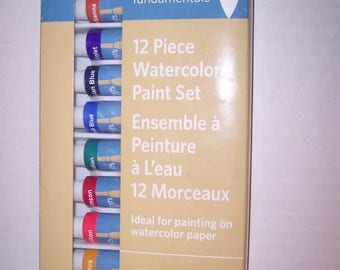 fundamentals
12 Piece
Watercolor
Paint Set
Ensemble à
Peinture
à L'eau
12 Morceaux
Ideal for painting on
watercolor paper